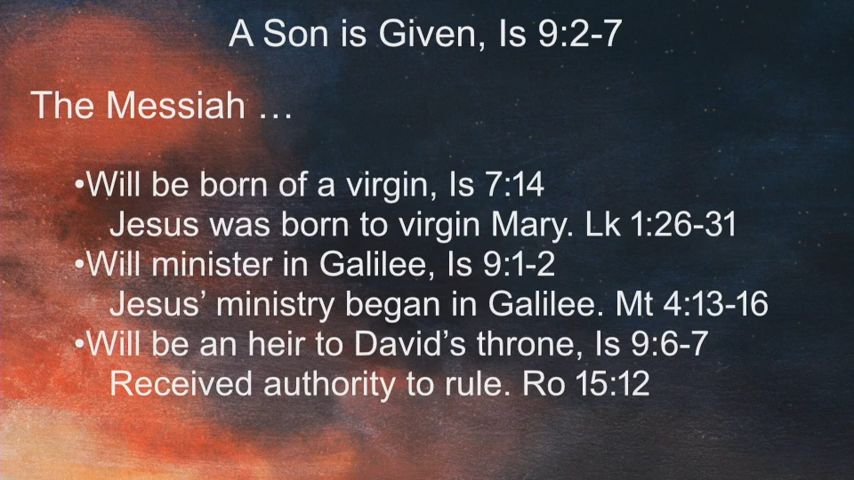 A Son is Given, Is 9:2-7
The Messiah …
•Will be born of a virgin, Is 7:14
Jesus was born to virgin Mary. Lk 1:26-31
•Will minister in Galilee, Is 9:1-2
Jesus’ ministry began in Galilee. Mt 4:13-16
•Will be an heir to David’s throne, Is 9:6-7
Received authority to rule. Ro 15:12